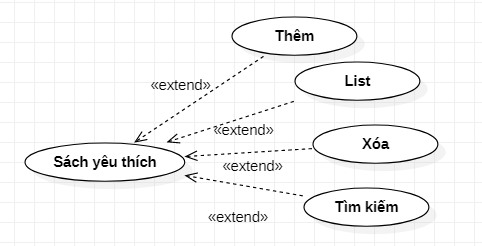 Thêm
«extend»
List
«extend»
Xóa
Sách yêu thích
«extend»
Tìm kiếm
«extend»